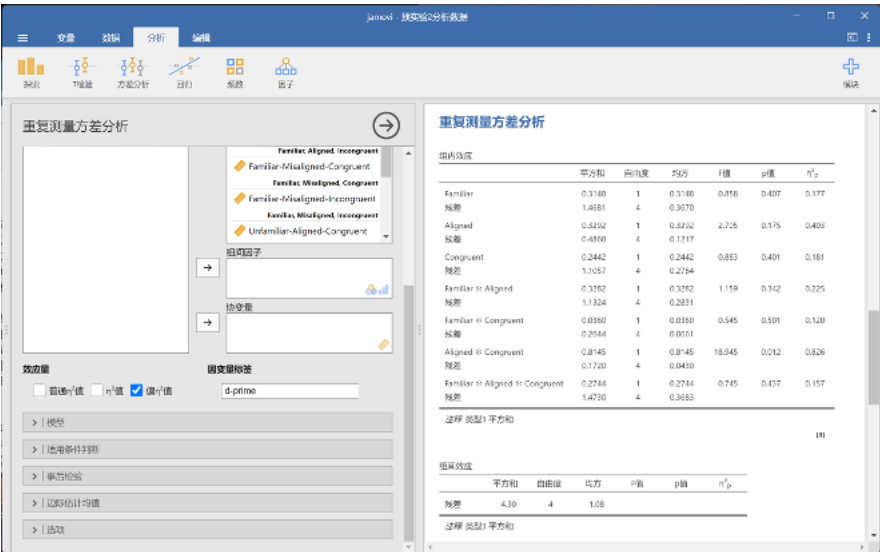 jamovi - 预实验2分析数据
变量 数据 分析 编辑
探索 T检验 方差分析 回归 频数 因子 模块
重复测量方差分析
Familiar, Aligned, Incongruent
Familiar-Misaligned-Congruent
Familiar, Misaligned, Congruent
Familiar-Misaligned-Incongruent
Familiar, Misaligned, Incongruent
Unfamiliar-Aligned-Congruent
组间因子
协变量
效应量 因变量标签
普通η²值 η²值 偏η²值 d-prime
模型
适用条件判断
事后检验
边际估计均值
选项
重复测量方差分析
组内效应
平方和 自由度 均方 F值 p值 η²p
Familiar 0.3148 1 0.3148 0.858 0.407 0.177
残差 1.4681 4 0.3670
Aligned 0.3292 1 0.3292 2.705 0.175 0.403
残差 0.4868 4 0.1217
Congruent 0.2442 1 0.2442 0.883 0.401 0.181
残差 1.1057 4 0.2764
Familiar ✻ Aligned 0.3282 1 0.3282 1.159 0.342 0.225
残差 1.1324 4 0.2831
Familiar ✻ Congruent 0.0360 1 0.0360 0.545 0.501 0.120
残差 0.2644 4 0.0661
Aligned ✻ Congruent 0.8145 1 0.8145 18.945 0.012 0.826
残差 0.1720 4 0.0430
Familiar ✻ Aligned ✻ Congruent 0.2744 1 0.2744 0.745 0.437 0.157
残差 1.4730 4 0.3683
注释 类型3 平方和
[3]
组间效应
平方和 自由度 均方 F值 p值 η²p
残差 4.30 4 1.08
注释 类型3 平方和